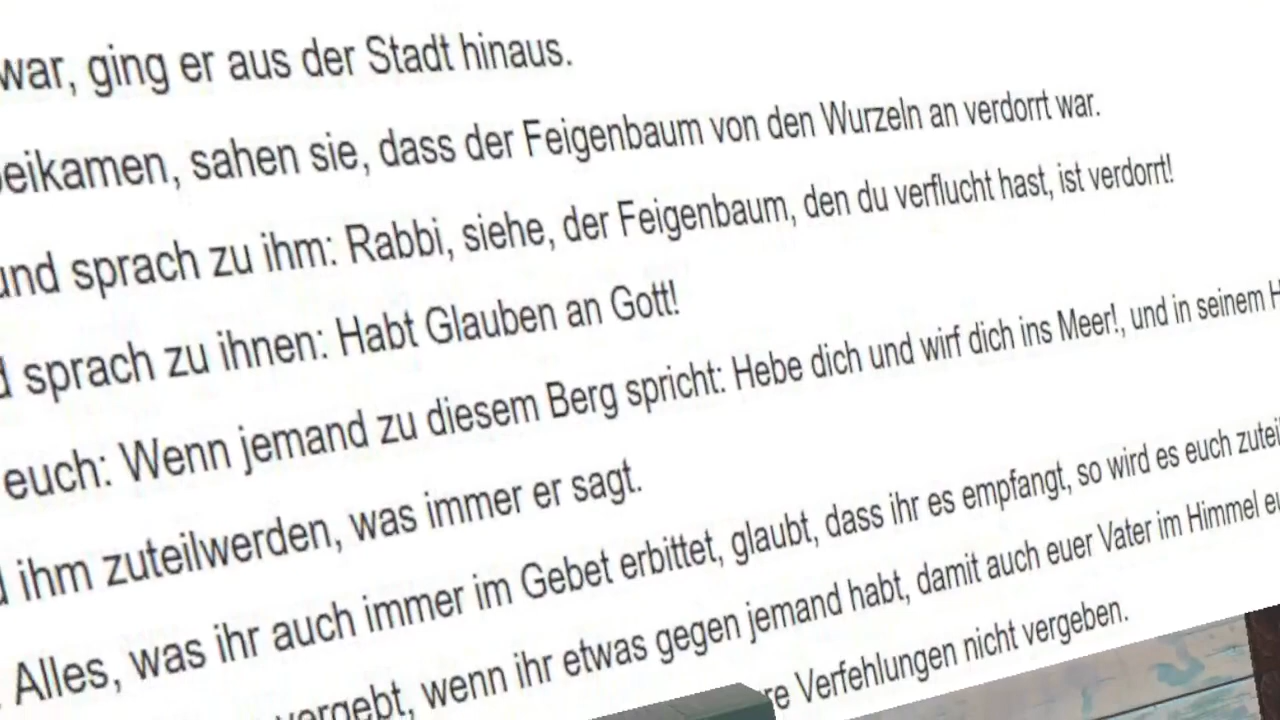 war, ging er aus der Stadt hinaus.
sahen sie, dass der Feigenbaum von den Wurzeln an verdorrt war.
und sprach zu ihm: Rabbi, siehe, der Feigenbaum, den du verflucht hast, ist verdorrt!
sprach zu ihnen: Habt Glauben an Gott!
euch: Wenn jemand zu diesem Berg spricht: Hebe dich und wirf dich ins Meer!, und in seinem
ihm zuteilwerden, was immer er sagt.
Alles, was ihr auch immer im Gebet erbittet, glaubt, dass ihr es empfangt, so wird es euch
vergebt, wenn ihr etwas gegen jemand habt, damit auch euer Vater im Himmel
Verfehlungen nicht vergeben.